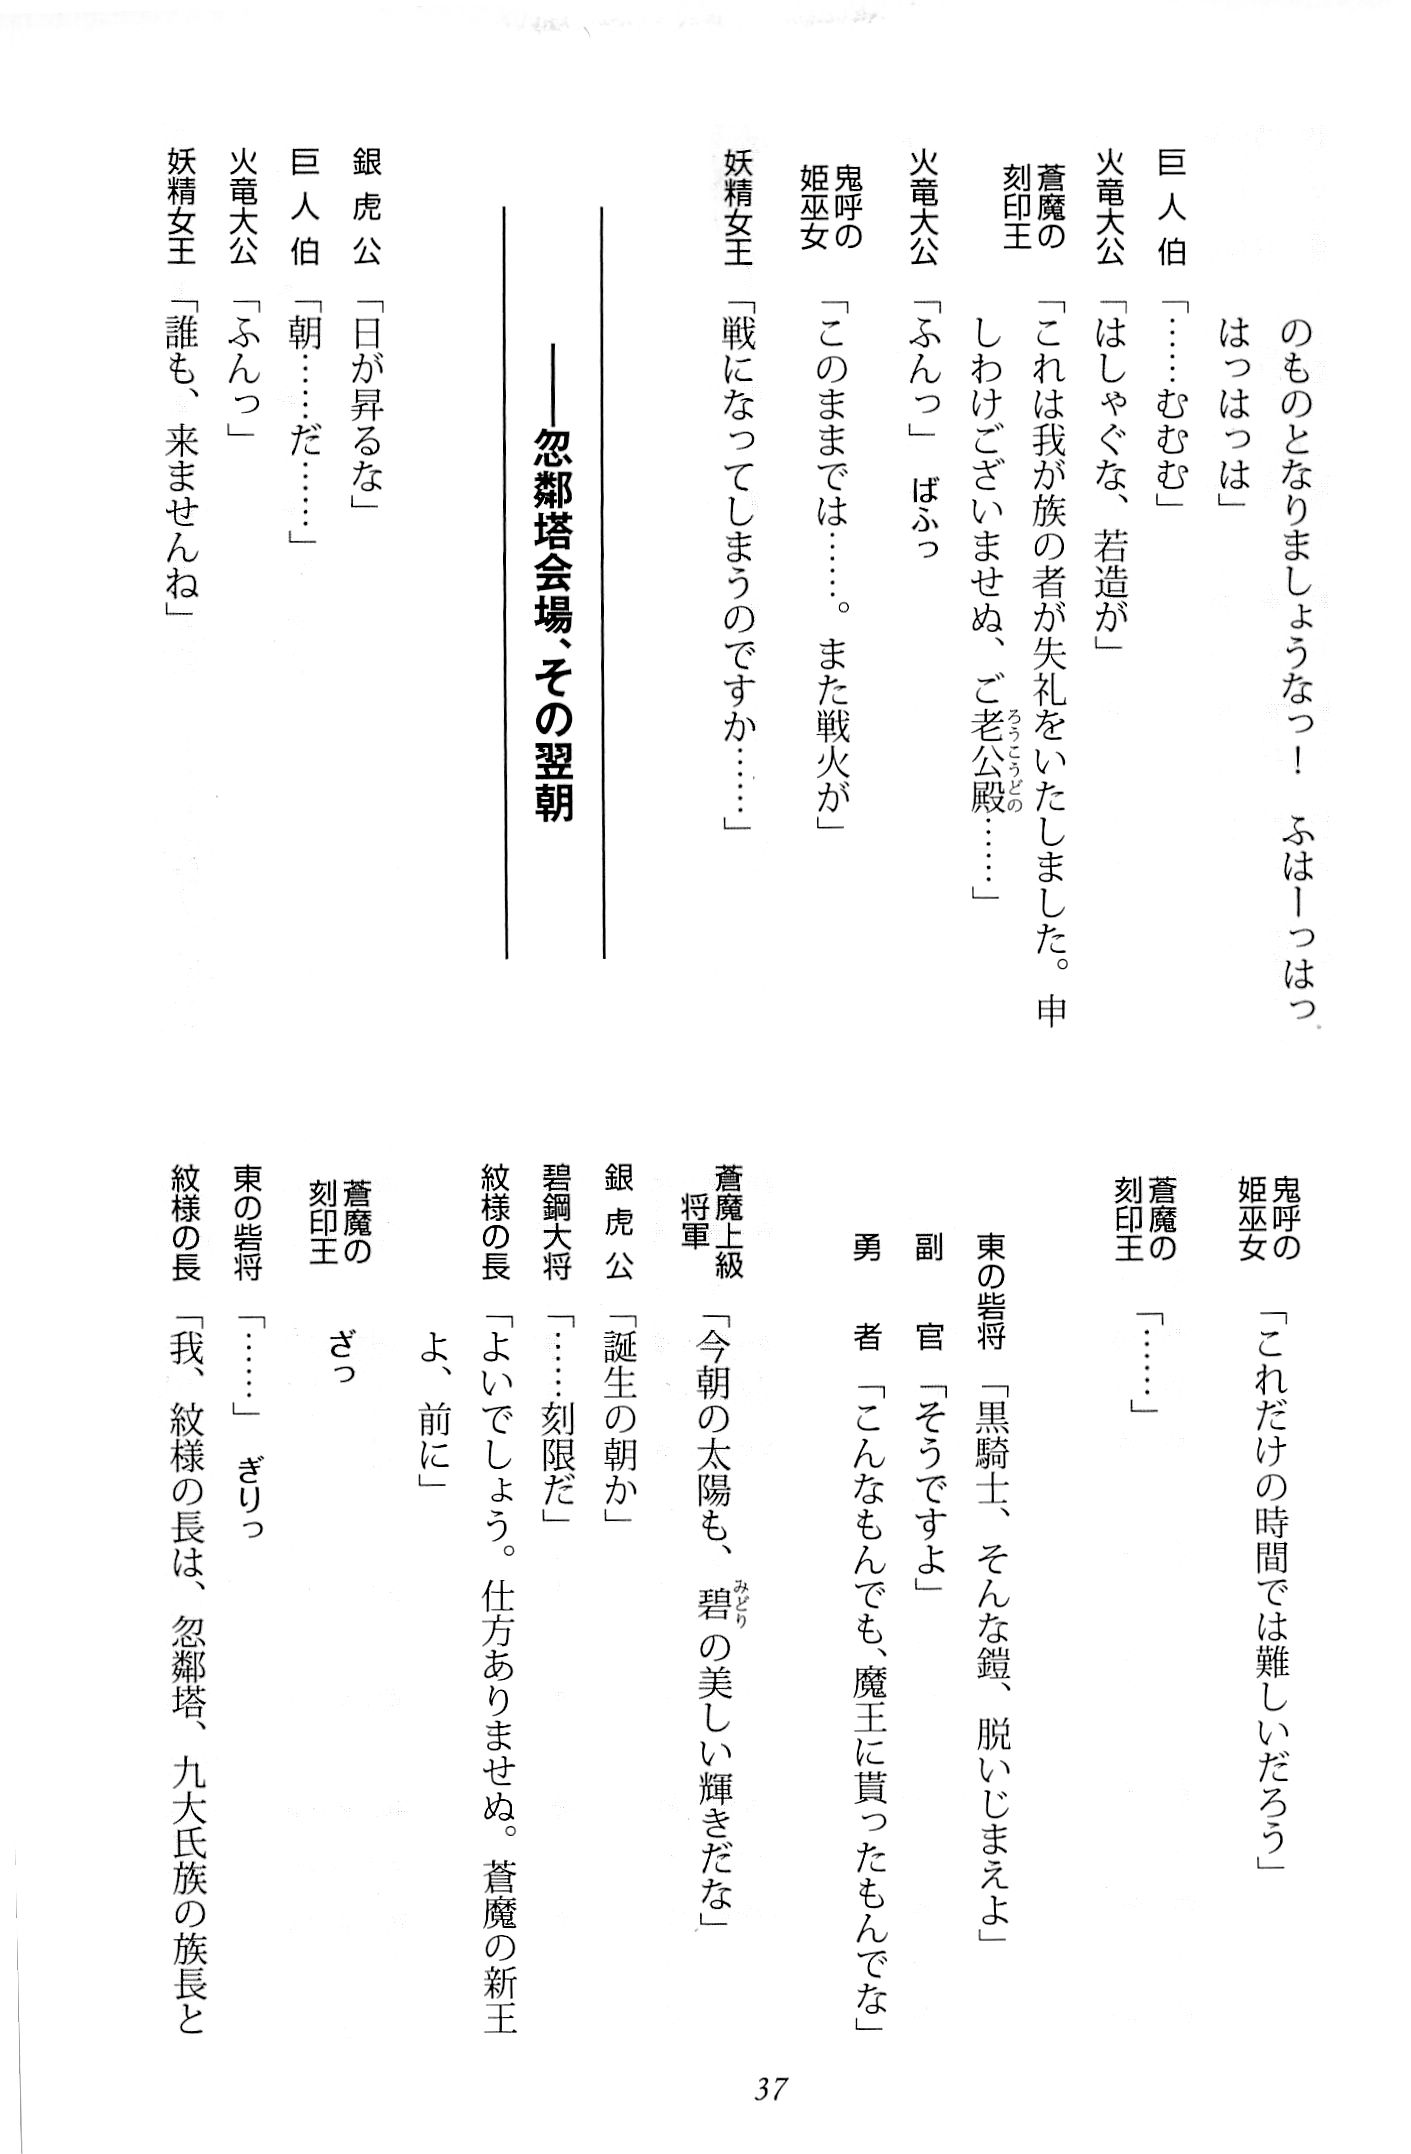 のものとなりましょうなっ！　ふはーっはっ
はっはっは」
巨人伯「……むむむ」
火竜大公「はしゃぐな、若造が」
蒼魔の刻印王「これは我が族の者が失礼をいたしました。申
しわけございませぬ、ご老公殿……」
火竜大公「ふんっ」　ばふっ
鬼呼の姫巫女「このままでは……。また戦火が」
妖精女王「戦になってしまうのですか……」
――忽鄰塔会場、その翌朝
銀虎公「日が昇るな」
巨人伯「朝……だ……」
火竜大公「ふんっ」
妖精女王「誰も、来ませんね」
鬼呼の姫巫女「これだけの時間では難しいだろう」
蒼魔の刻印王「……」
東の砦将「黒騎士、そんな鎧、脱いじまえよ」
副官「そうですよ」
勇者「こんなもんでも、魔王に貰ったもんでな」
蒼魔上級将軍「今朝の太陽も、碧の美しい輝きだな」
銀虎公「誕生の朝か」
碧鋼大将「……刻限だ」
紋様の長「よいでしょう。仕方ありませぬ。蒼魔の新王
よ、前に」
蒼魔の刻印王　ざっ
東の砦将「……」　ぎりっ
紋様の長「我、紋様の長は、忽鄰塔、九大氏族の族長と
37